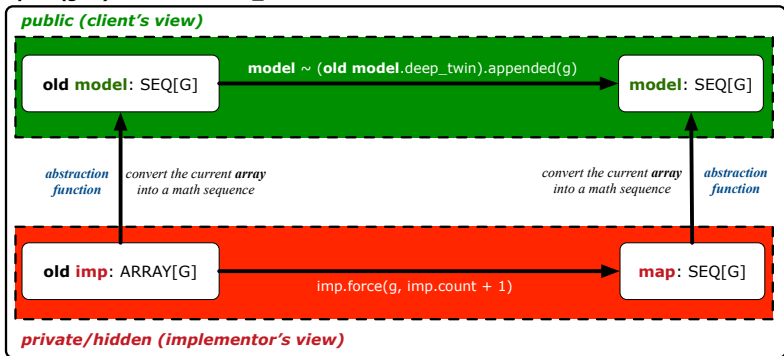 public (client's view)
old model: SEQ[G]
model ~ (old model.deep_twin).appended(g)
model: SEQ[G]
abstraction
function
convert the current array
into a math sequence
convert the current array
into a math sequence
abstraction
function
old imp: ARRAY[G]
imp.force(g, imp.count + 1)
map: SEQ[G]
private/hidden (implementor's view)